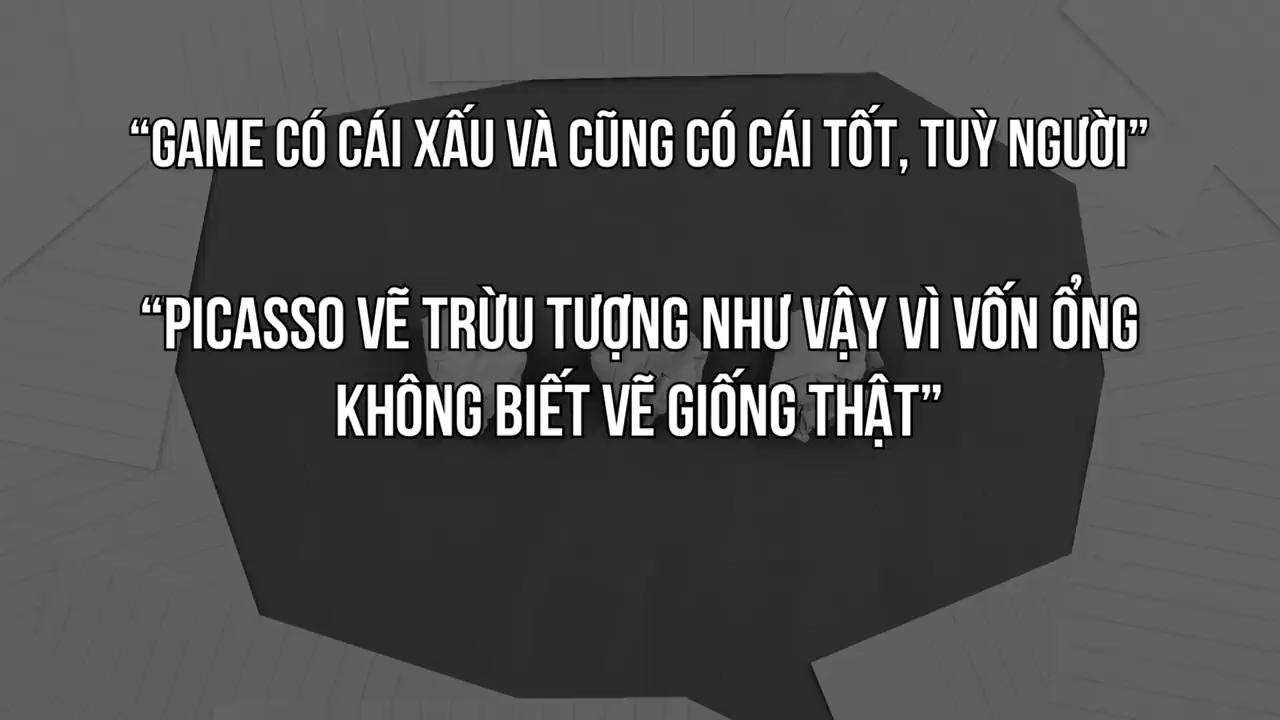 “GAME CÓ CÁI XẤU VÀ CŨNG CÓ CÁI TỐT, TUỲ NGƯỜI”
“PICASSO VẼ TRỪU TƯỢNG NHƯ VẬY VÌ VỐN ỔNG
KHÔNG BIẾT VẼ GIỐNG THẬT”